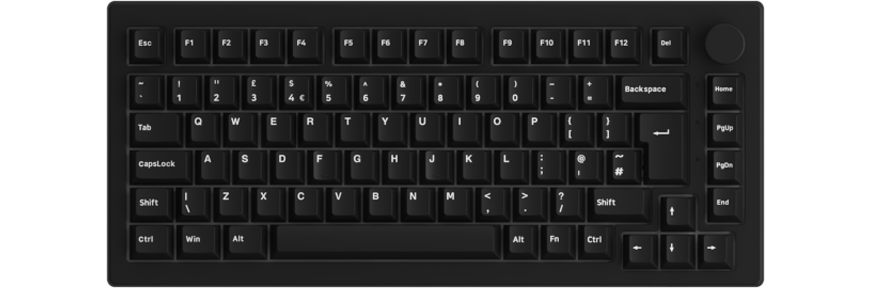 Esc F1 F2 F3 F4 F5 F6 F7 F8 F9 F10 F11 F12 Del
~ ! " £ $ % ^ & * ( ) - +
` 1 2 3 4 € 5 6 7 8 9 0 - = Backspace Home
Tab Q W E R T Y U I O P { [ } ] PgUp
CapsLock A S D F G H J K L : ; @ ' ~ # PgDn
Shift | \ Z X C V B N M < , > . ? / Shift End
Ctrl Win Alt Alt Fn Ctrl